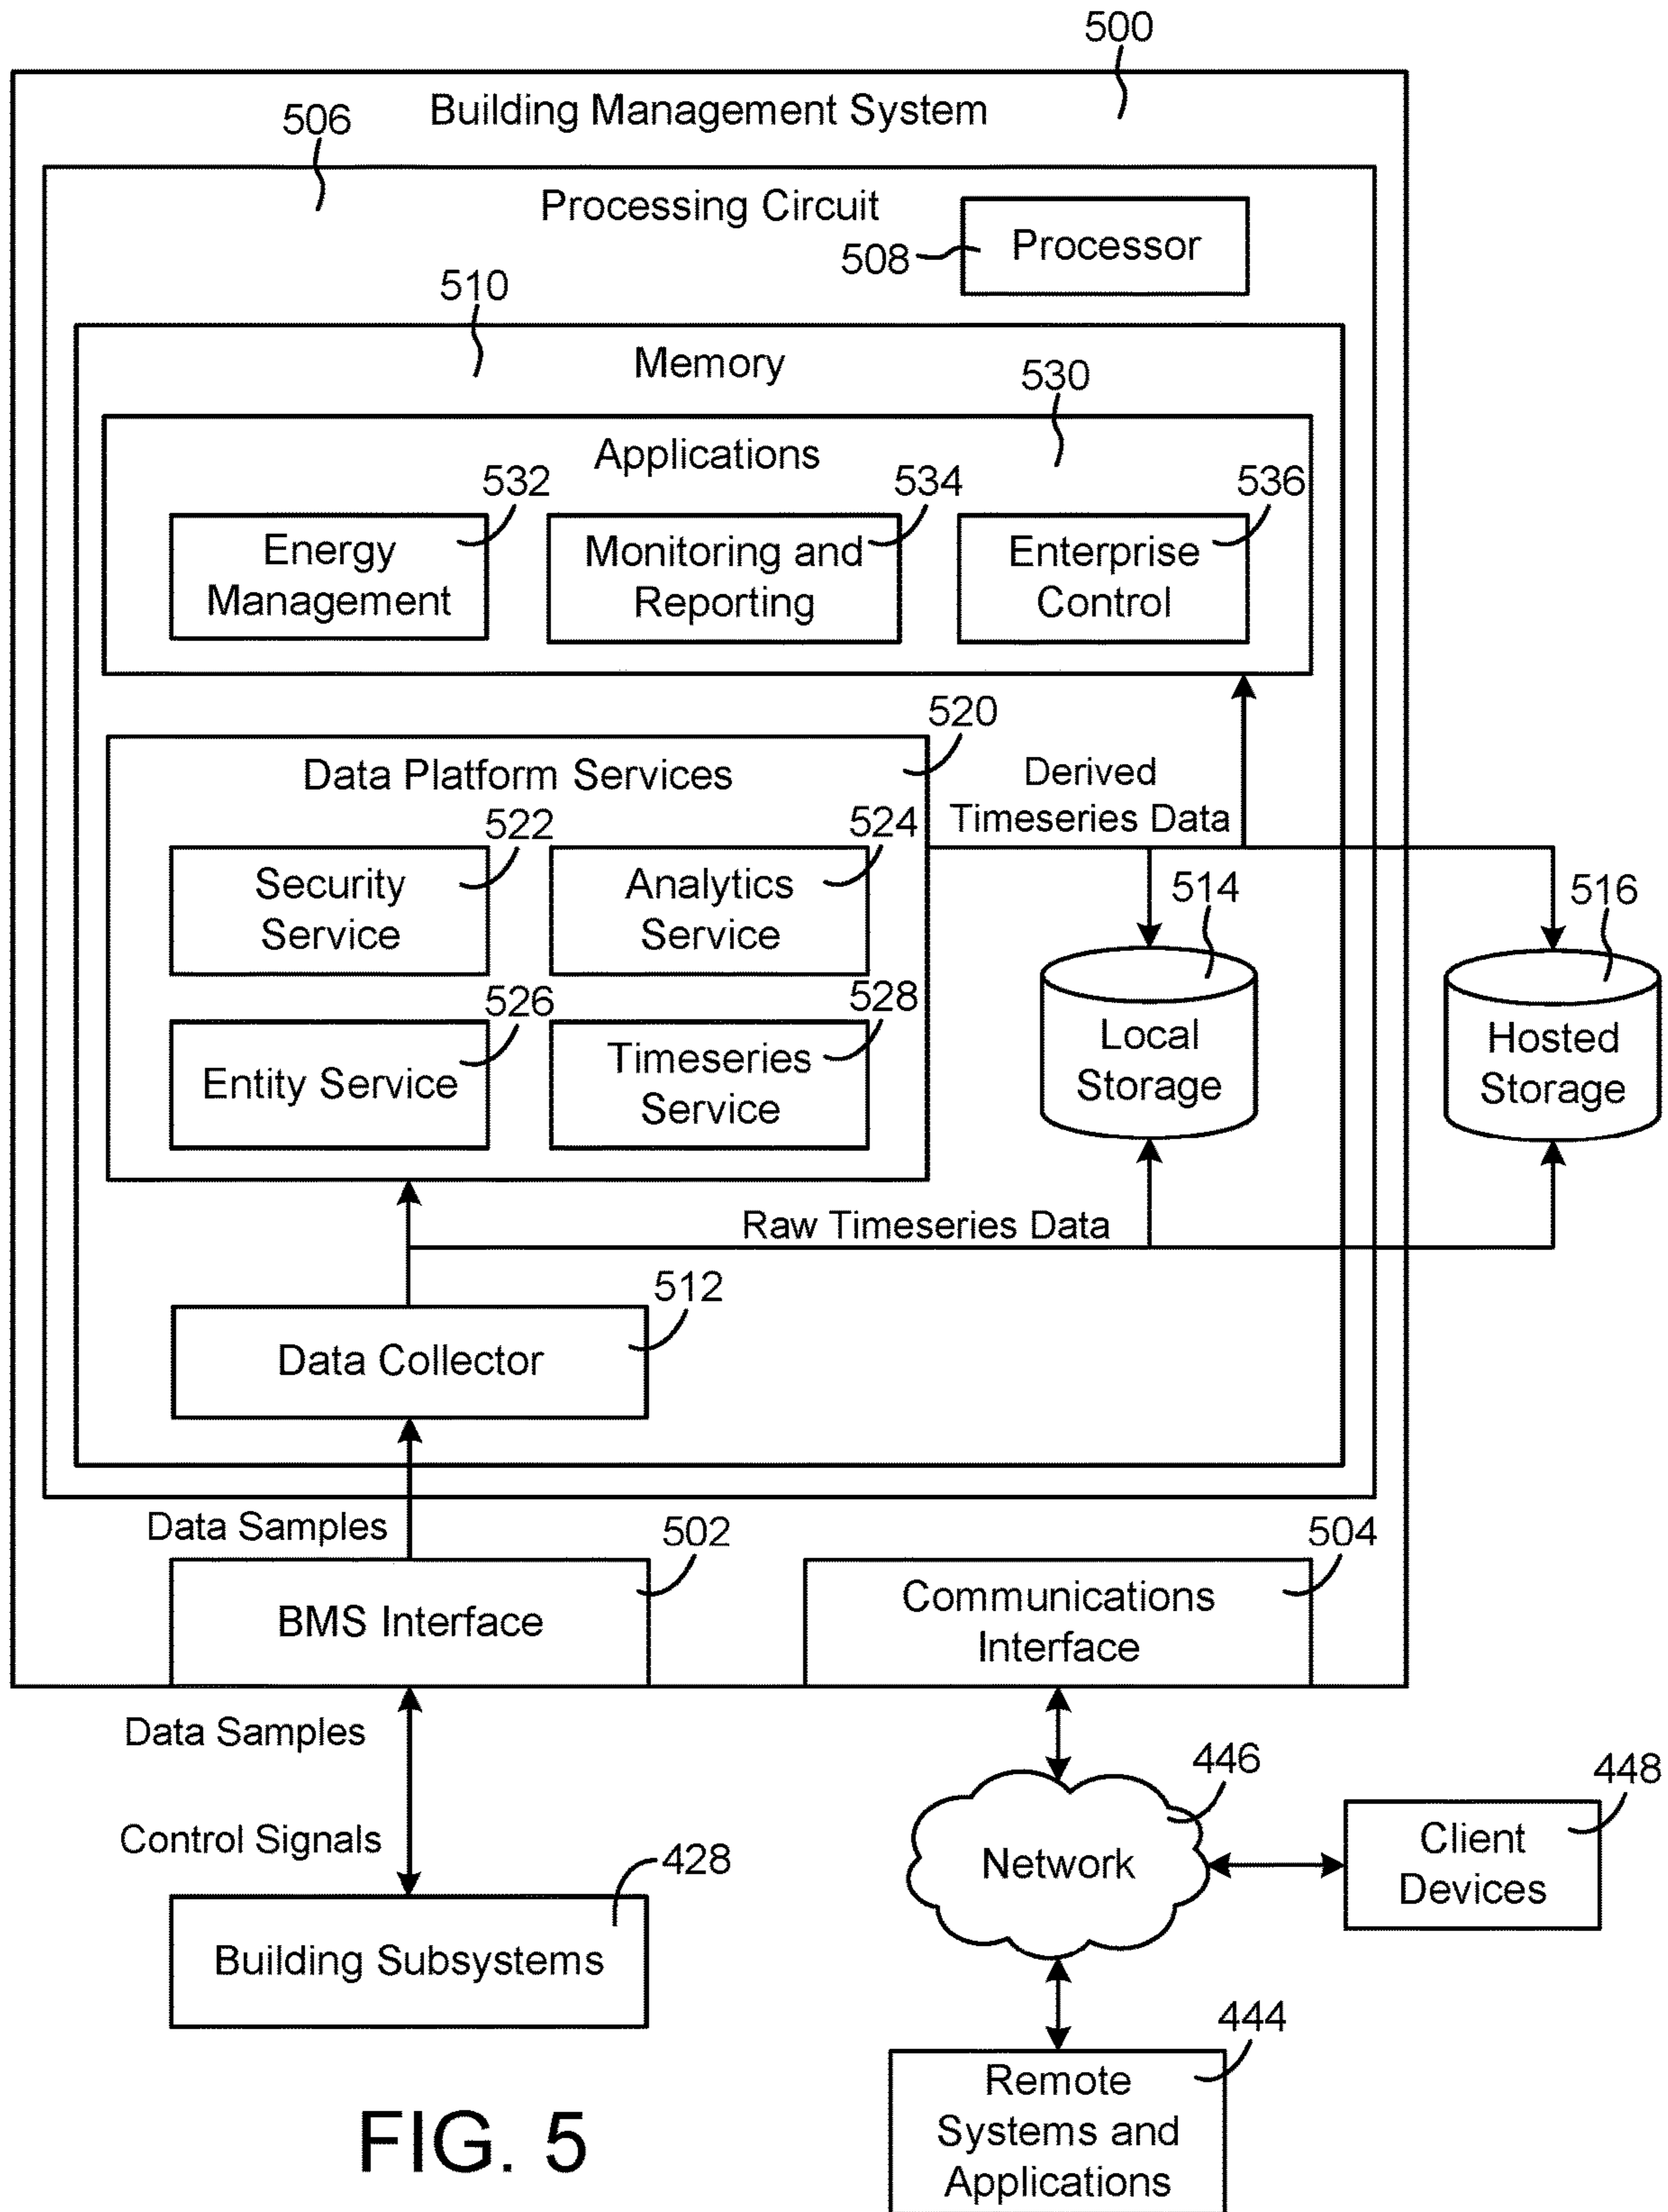 500
Building Management System
506
Processing Circuit
Processor
508
510
Memory
530
Applications
532
534
536
Energy
Management
Monitoring and
Reporting
Enterprise
Control
520
Data Platform Services
Derived
Timeseries Data
522
524
Security
Service
Analytics
Service
514
516
526
528
Entity Service
Timeseries
Service
Local
Storage
Hosted
Storage
Raw Timeseries Data
512
Data Collector
Data Samples
502
504
BMS Interface
Communications
Interface
Data Samples
446
448
Control Signals
Network
Client
Devices
428
Building Subsystems
444
Remote
Systems and
Applications
FIG. 5